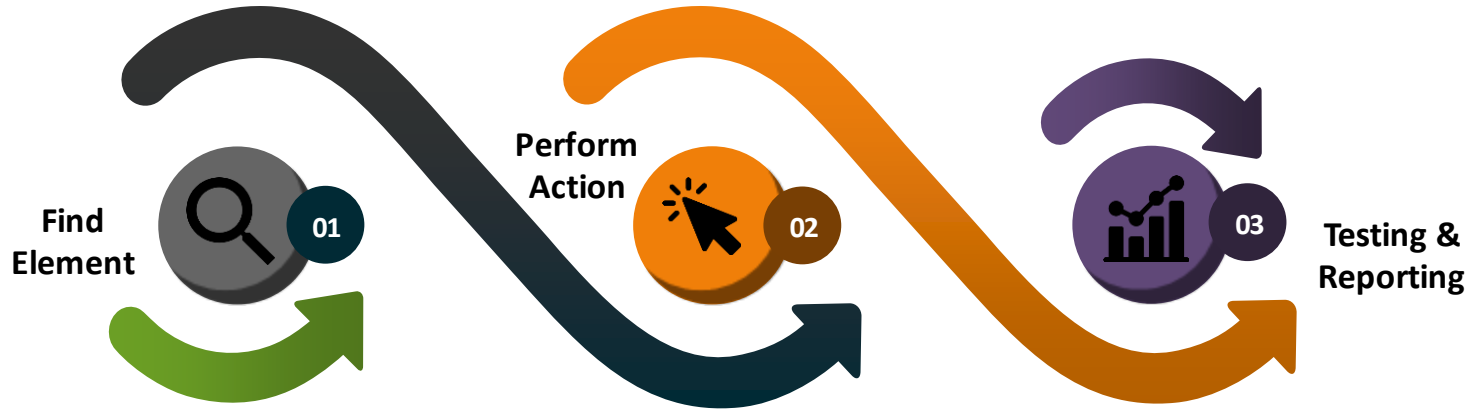 Find
Element
01
Perform
Action
02
03
Testing &
Reporting